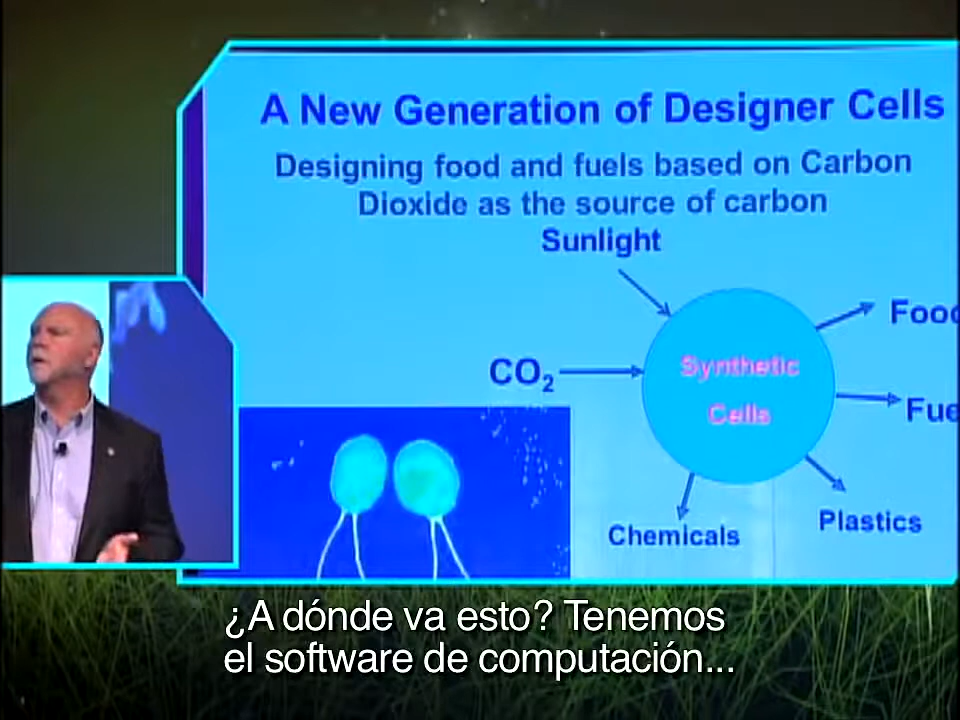 A New Generation of Designer Cells
Designing food and fuels based on Carbon
Dioxide as the source of carbon
Sunlight
CO₂
Synthetic
Cells
Chemicals
Plastics
¿A dónde va esto? Tenemos
el software de computación...